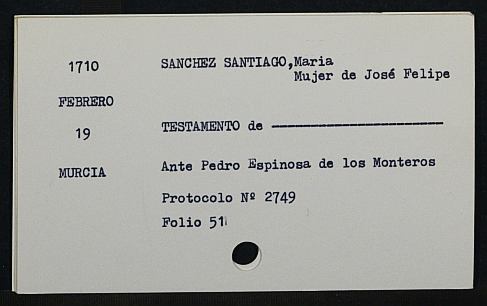 1710 SANCHEZ SANTIAGO,Maria
Mujer de José Felipe
FEBRERO
19 TESTAMENTO de -----------------------
MURCIA Ante Pedro Espinosa de los Monteros
Protocolo Nº 2749
Folio 51